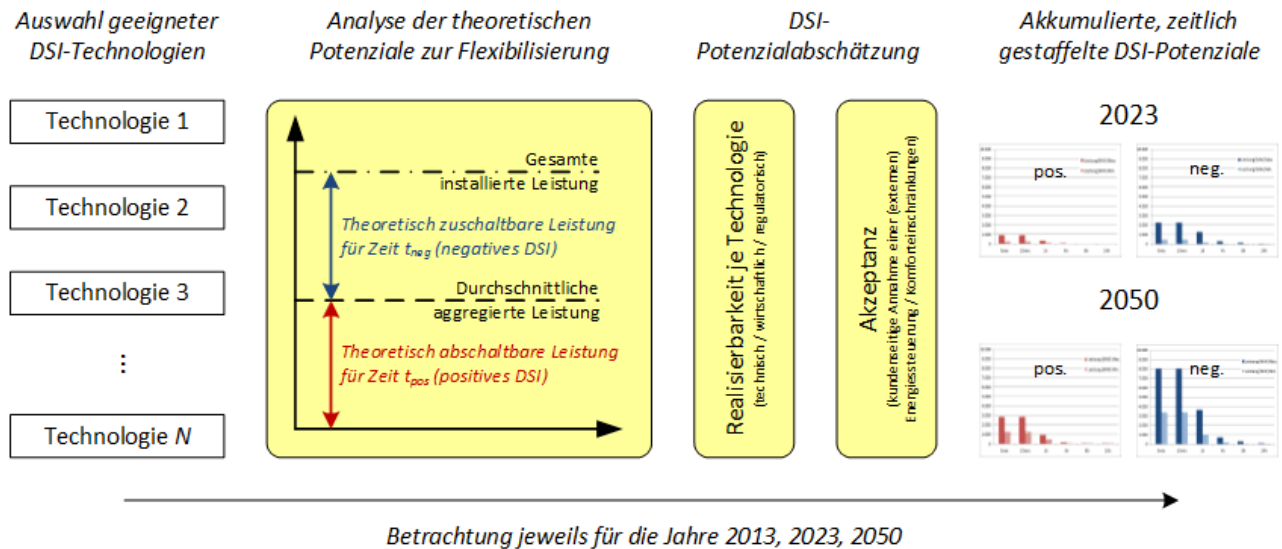 Auswahl geeigneter
DSI-Technologien
Analyse der theoretischen
Potenziale zur Flexibilisierung
DSI-
Potenzialabschätzung
Akkumulierte, zeitlich
gestaffelte DSI-Potenziale
Technologie 1
Technologie 2
Technologie 3
⋮
Technologie N
Gesamte
installierte Leistung
Theoretisch zuschaltbare Leistung
für Zeit tneg (negatives DSI)
Durchschnittliche
aggregierte Leistung
Theoretisch abschaltbare Leistung
für Zeit tpos (positives DSI)
Realisierbarkeit je Technologie
(technisch / wirtschaftlich / regulatorisch)
Akzeptanz
(kundenseitige Annahme einer (externen)
Energiessteuerung / Komforteinschränkungen)
2023
pos.
neg.
2050
pos.
neg.
Betrachtung jeweils für die Jahre 2013, 2023, 2050